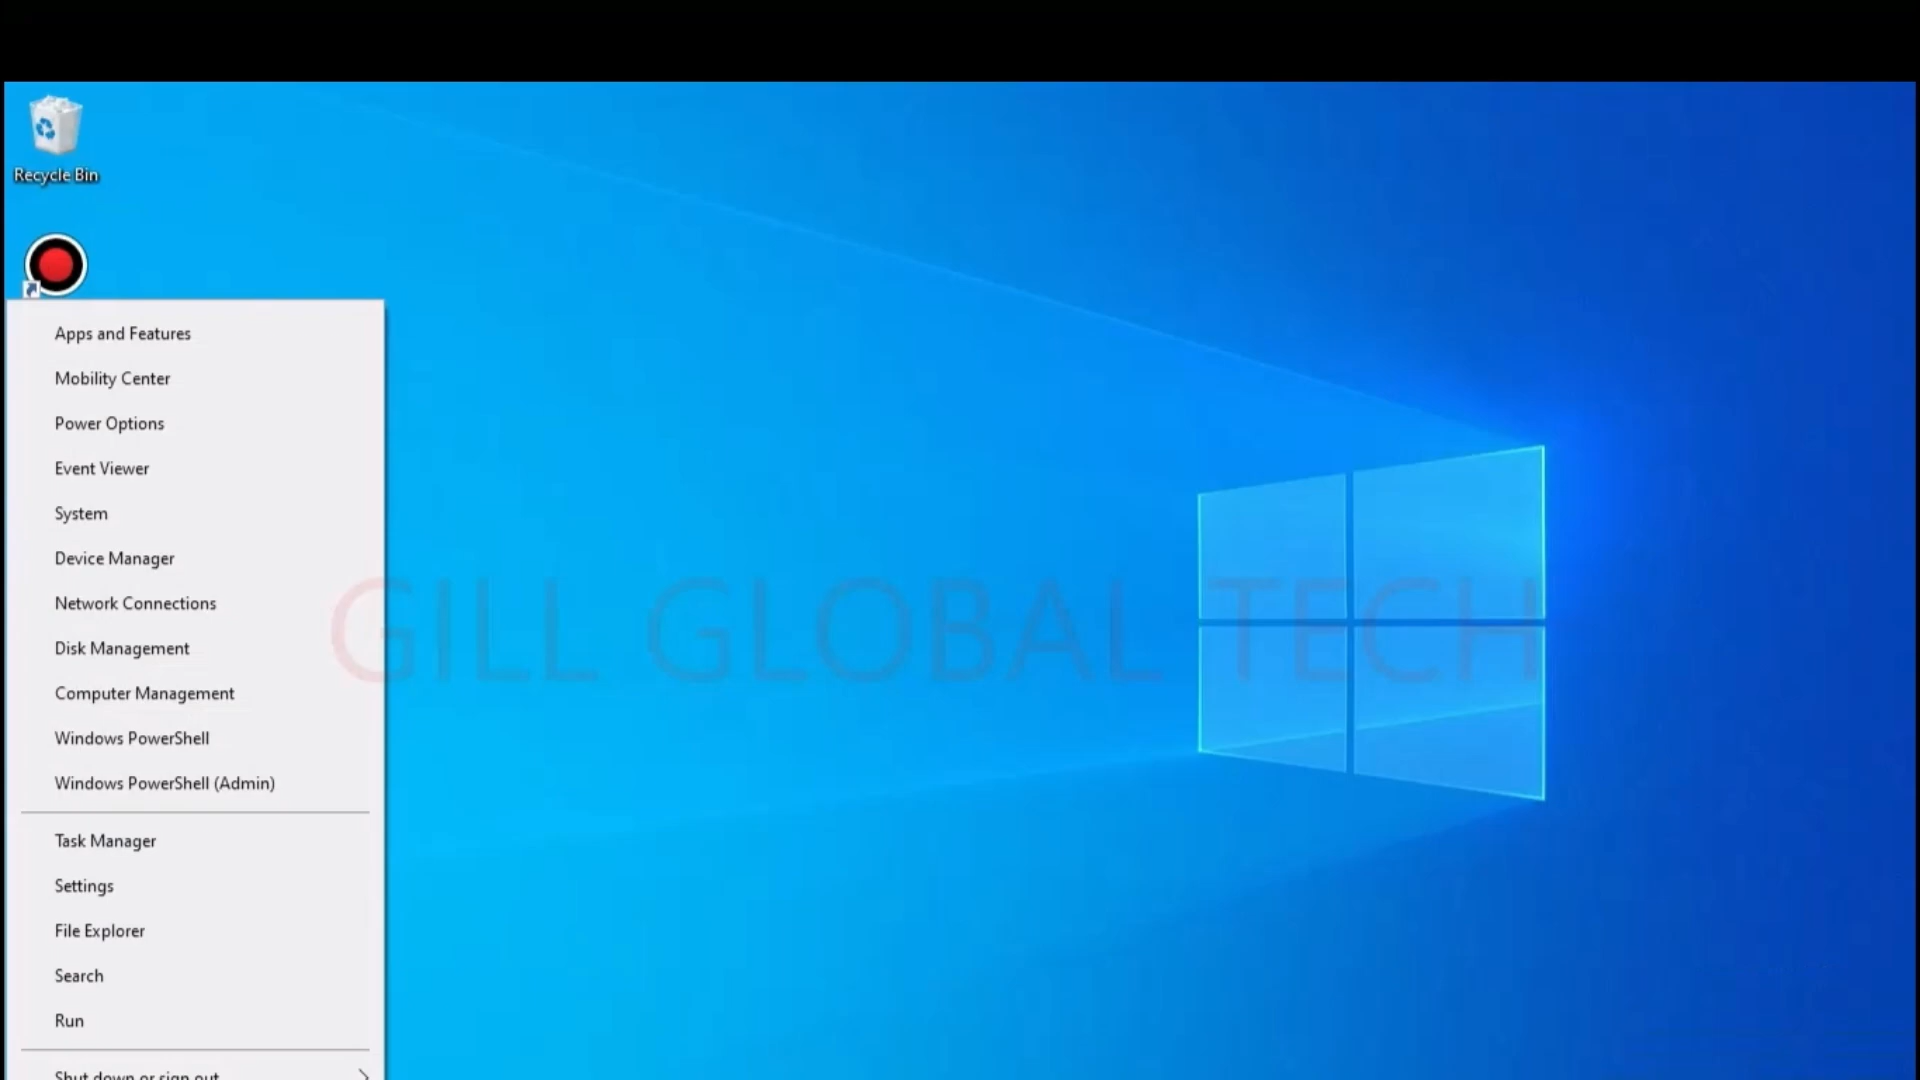 Recycle Bin
Apps and Features
Mobility Center
Power Options
Event Viewer
System
Device Manager
Network Connections
Disk Management
Computer Management
Windows PowerShell
Windows PowerShell (Admin)
Task Manager
Settings
File Explorer
Search
Run
Shut down or sign out
GILL GLOBAL TECH